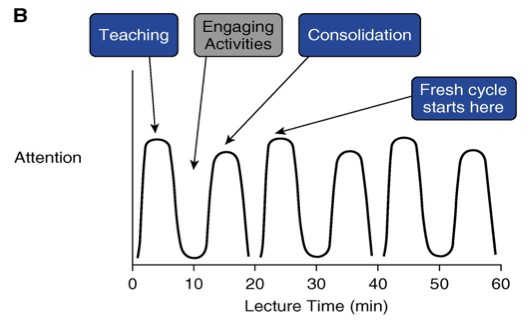 B
Teaching
Engaging
Activities
Consolidation
Fresh cycle
starts here
Attention
0 10 20 30 40 50 60
Lecture Time (min)